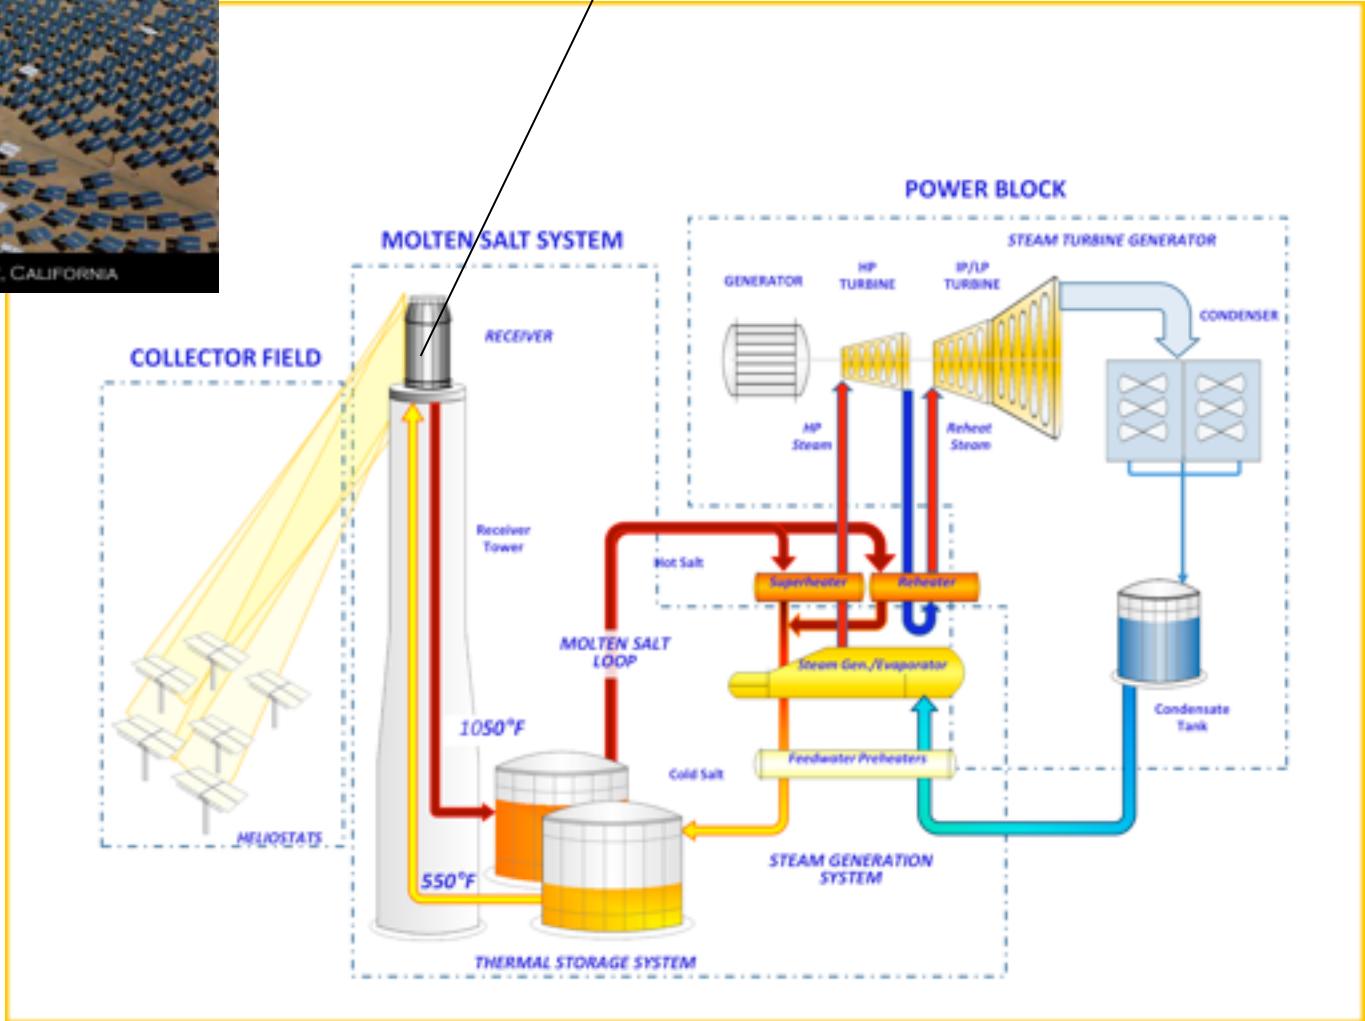 , CALIFORNIA
POWER BLOCK
MOLTEN SALT SYSTEM
STEAM TURBINE GENERATOR
GENERATOR
HP
TURBINE
IP/LP
TURBINE
CONDENSER
RECEIVER
COLLECTOR FIELD
HP
Steam
Reheat
Steam
Receiver
Tower
Hot Salt
Superheater
Reheater
MOLTEN SALT
LOOP
Steam Gen./Evaporator
Condensate
Tank
1050°F
Feedwater Preheaters
Cold Salt
HELIOSTATS
STEAM GENERATION
SYSTEM
550°F
THERMAL STORAGE SYSTEM